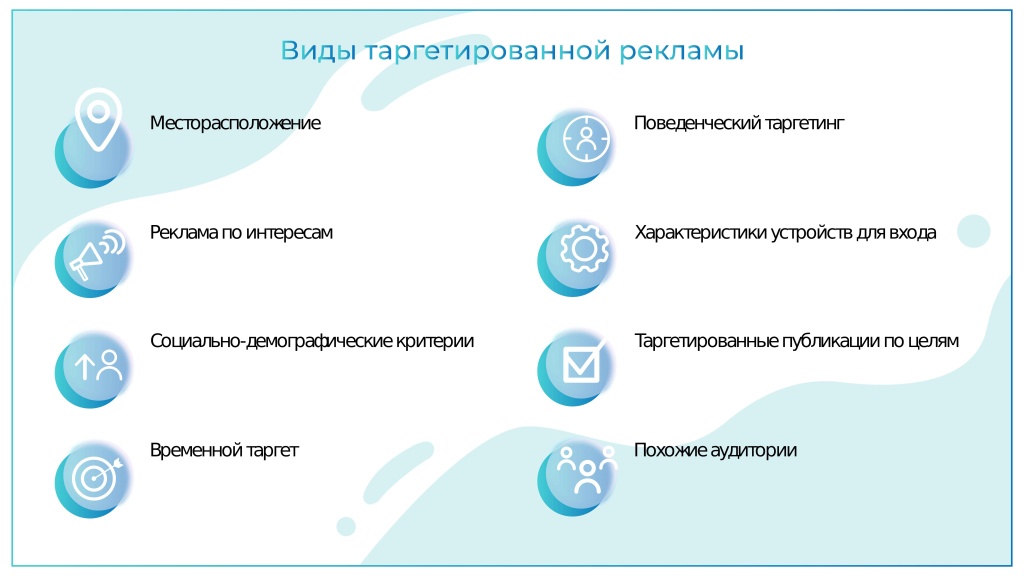 Виды таргетированной рекламы
Месторасположение
Реклама по интересам
Социально-демографические критерии
Временной таргет
Поведенческий таргетинг
Характеристики устройств для входа
Таргетированные публикации по целям
Похожие аудитории